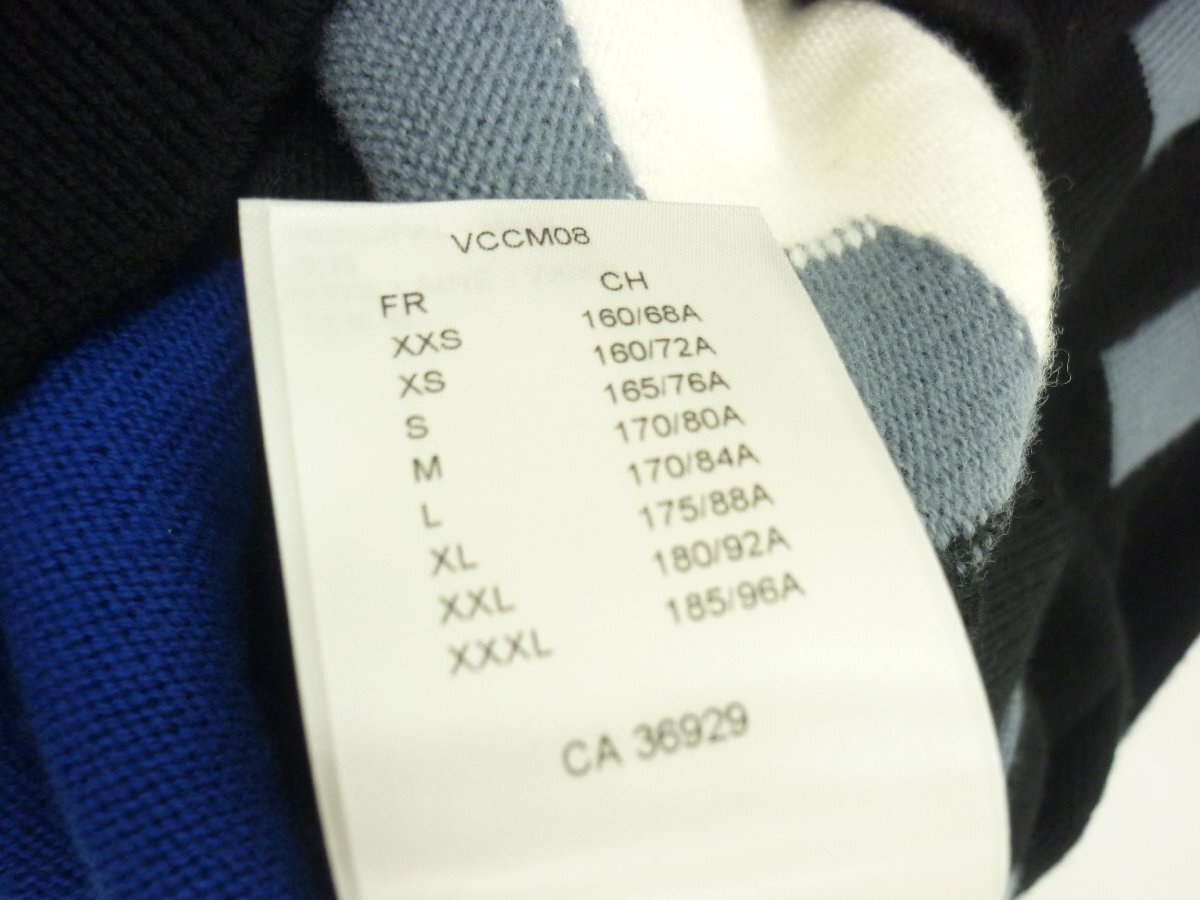 VCCM08
FR CH
XXS 160/68A
XS 160/72A
S 165/76A
M 170/80A
L 170/84A
XL 175/88A
XXL 180/92A
XXXL 185/96A
CA 36929